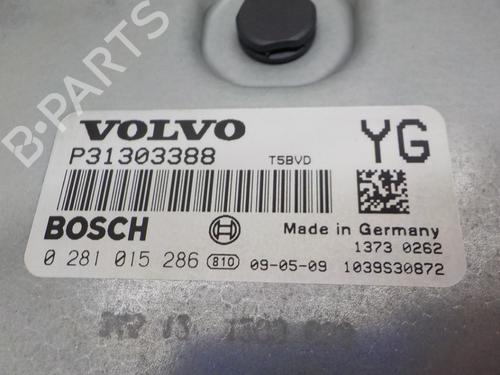 B-PARTS
VOLVO
YG
P31303388 T5BVD
BOSCH
Made in Germany
1373 0262
0 281 015 286 810 09-05-09 1039S30872